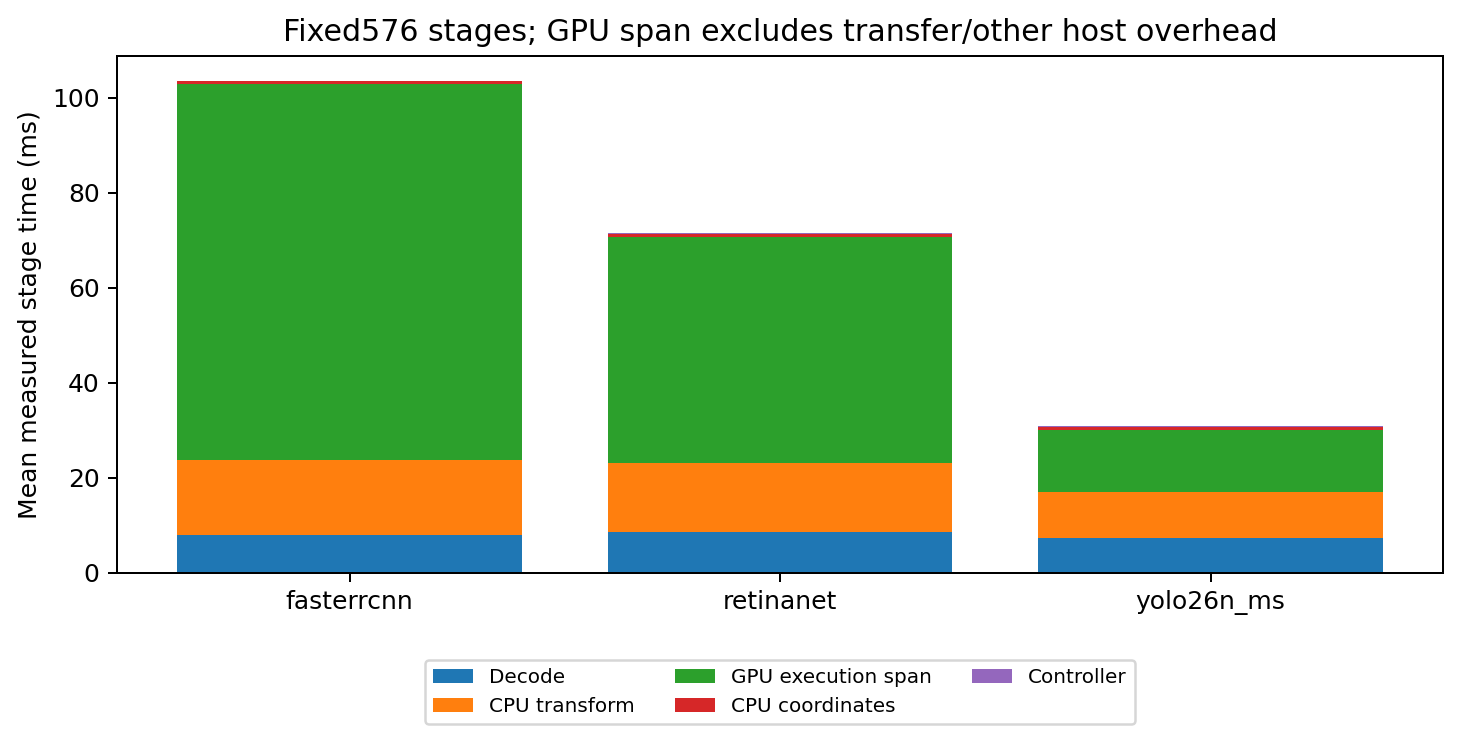 Fixed576 stages; GPU span excludes transfer/other host overhead
Mean measured stage time (ms)
100
80
60
40
20
0
fasterrcnn
retinanet
yolo26n_ms
Decode
CPU transform
GPU execution span
CPU coordinates
Controller